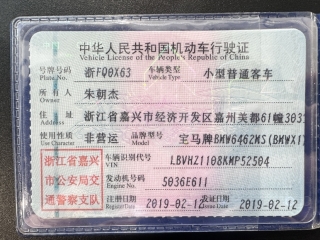 中华人民共和国机动车行驶证
Vehicle License of the People's Republic of China
号牌号码 浙FQ0X63 车辆类型 小型普通客车
Plate No. Vehicle Type
所有人 朱朝杰
Owner
住址 浙江省嘉兴市经济开发区嘉州美都61幢303
Address
使用性质 非营运 品牌型号 宝马牌BMW6462MS(BMWX1)
Use Character Model
浙江省嘉兴
市公安局交
通警察支队
车辆识别代号 LBVHZ1108KMP52504
VIN
发动机号码 5036E611
Engine No.
注册日期 2019-02-12 发证日期 2019-02-12
Register Date Issue Date